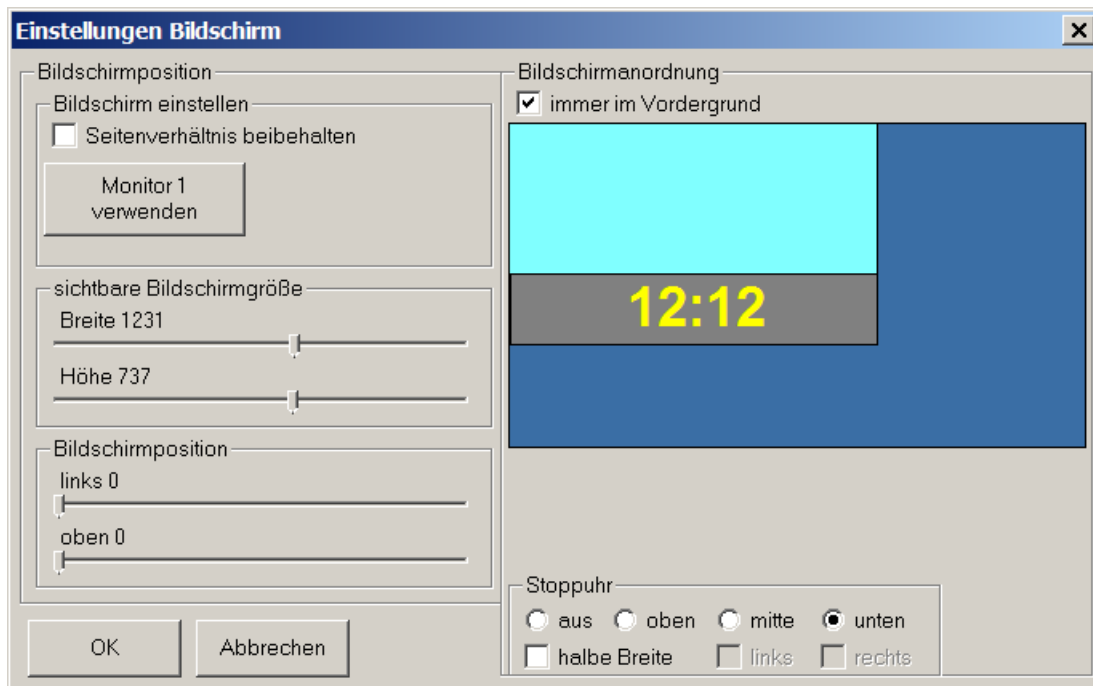 Einstellungen Bildschirm
Bildschirmposition
Bildschirm einstellen
Seitenverhältnis beibehalten
Monitor 1
verwenden
sichtbare Bildschirmgröße
Breite 1231
Höhe 737
Bildschirmposition
links 0
oben 0
OK
Abbrechen
Bildschirmanordnung
immer im Vordergrund
12:12
Stoppuhr
aus oben mitte unten
halbe Breite links rechts